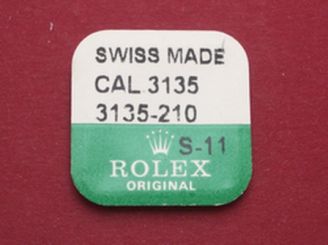 SWISS MADE
CAL 3135
3135-210
S-11
ROLEX
ORIGINAL